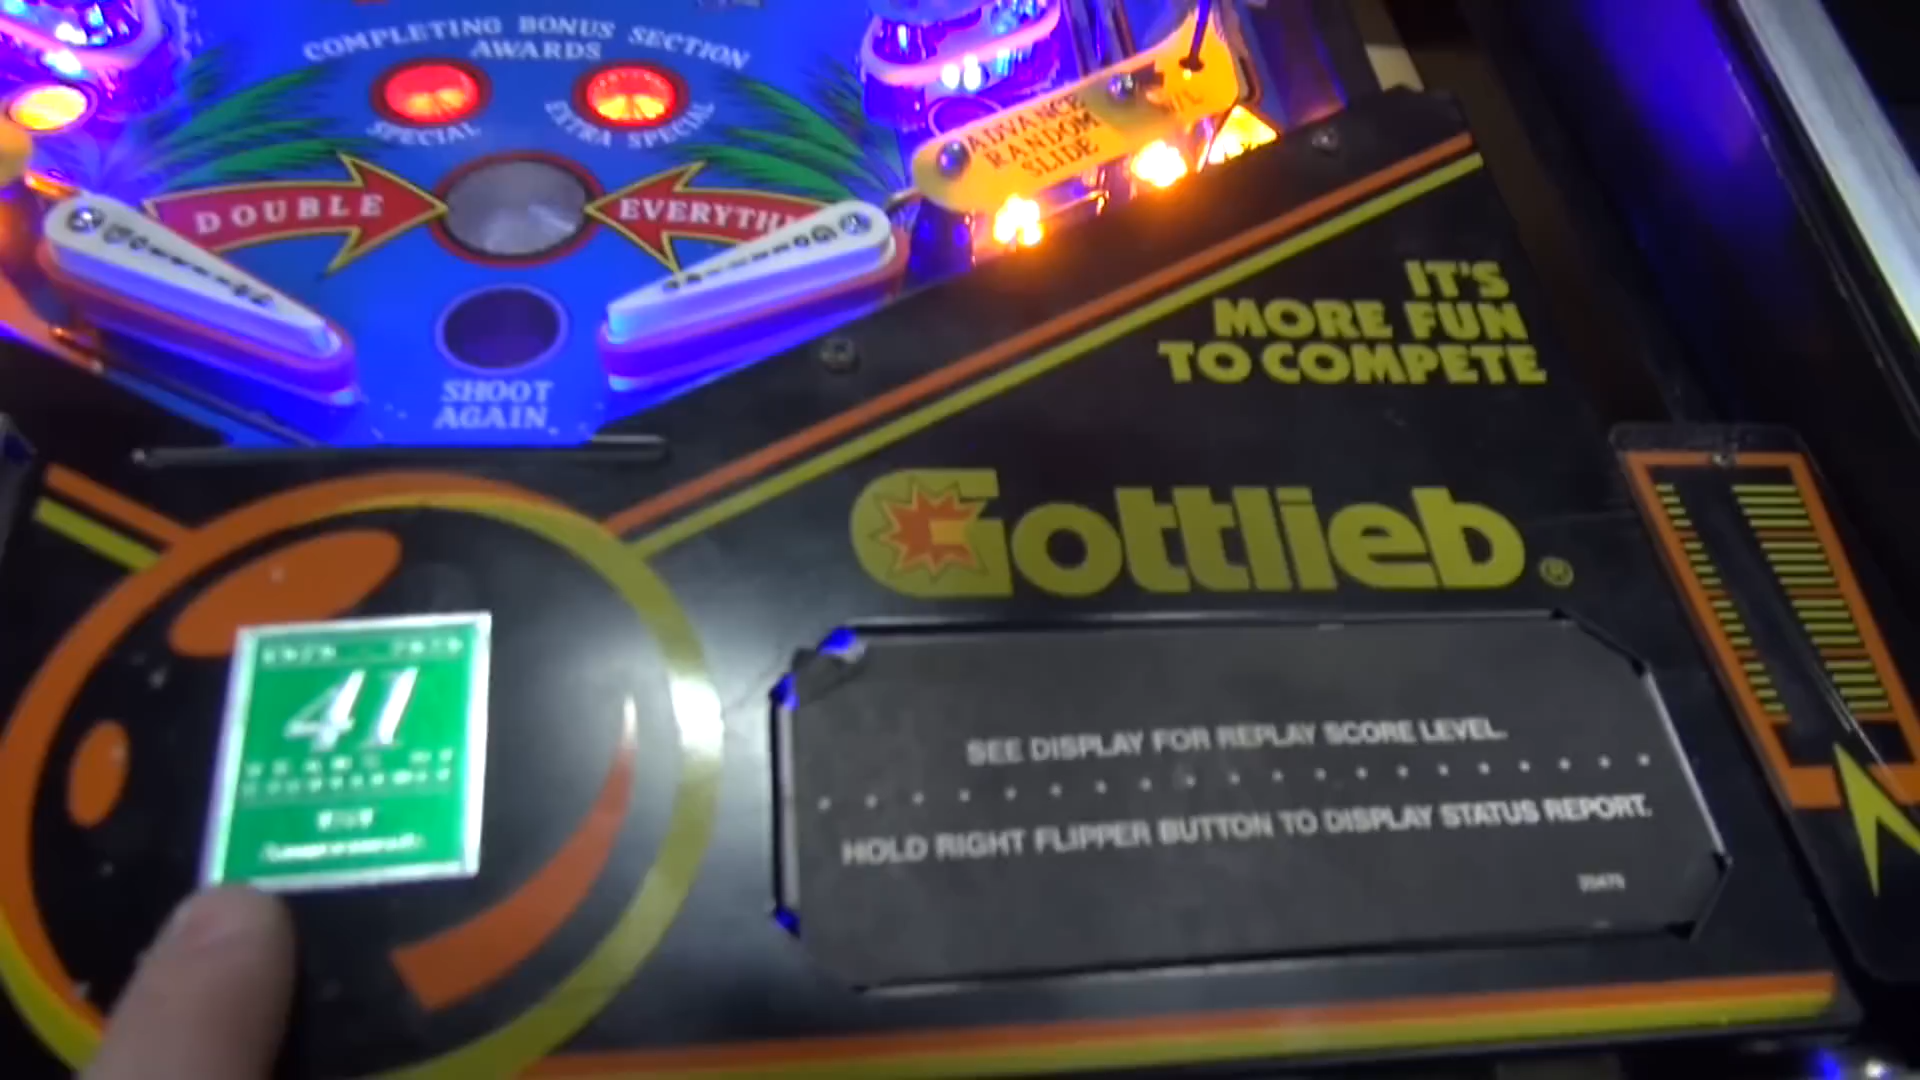 COMPLETING BONUS SECTION
AWARDS
SPECIAL
EXTRA SPECIAL
ADVANCE
RANDOM
SLIDE
W/L
DOUBLE
EVERYTHI
SHOOT
AGAIN
IT'S
MORE FUN
TO COMPETE
Gottlieb®
41
SEE DISPLAY FOR REPLAY SCORE LEVEL.
HOLD RIGHT FLIPPER BUTTON TO DISPLAY STATUS REPORT.